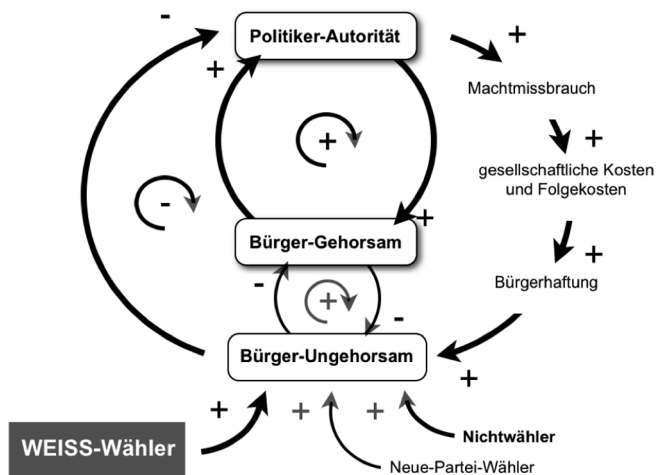 -
Politiker-Autorität
+
+
Machtmissbrauch
+
+
gesellschaftliche Kosten
und Folgekosten
-
+
Bürger-Gehorsam
+
Bürgerhaftung
-
+
-
Bürger-Ungehorsam
+
+
+
+
WEISS-Wähler
Nichtwähler
Neue-Partei-Wähler